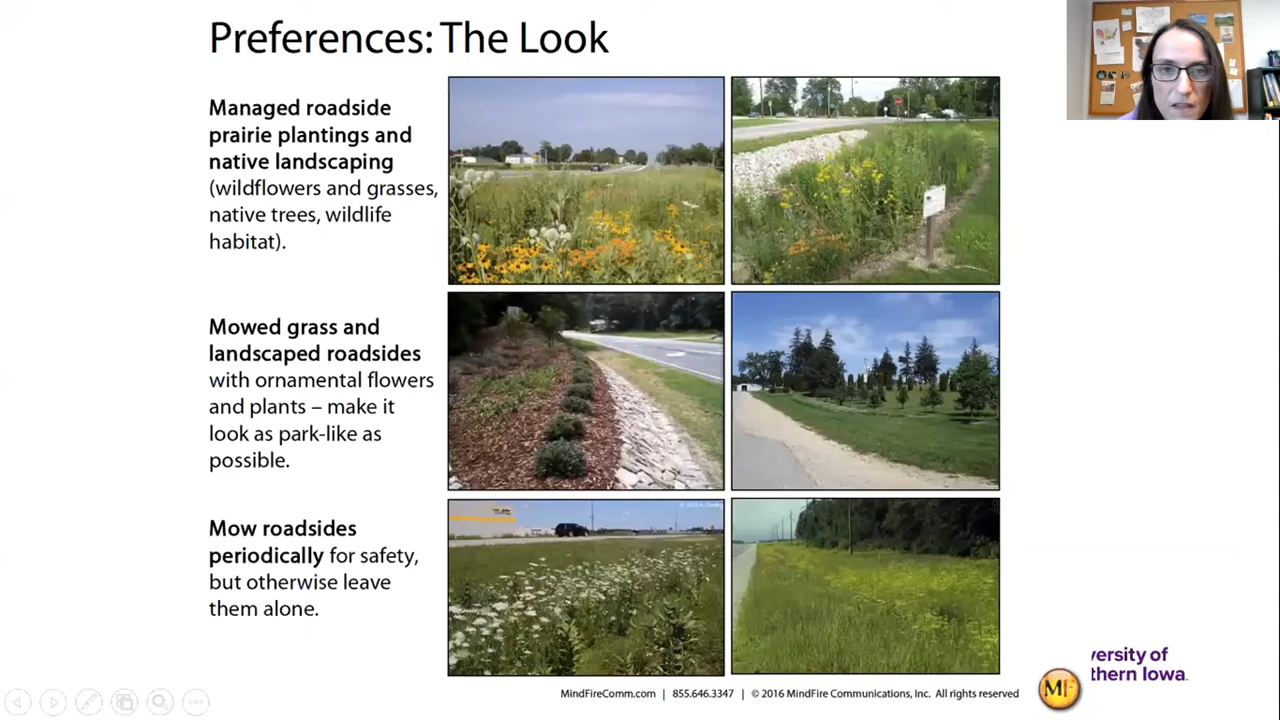 Preferences: The Look
Managed roadside
prairie plantings and
native landscaping
(wildflowers and grasses,
native trees, wildlife
habitat).
Mowed grass and
landscaped roadsides
with ornamental flowers
and plants – make it
look as park-like as
possible.
Mow roadsides
periodically for safety,
but otherwise leave
them alone.
MindFireComm.com | 855.646.3347 | © 2016 MindFire Communications, Inc. All rights reserved
MF
versity of
thern Iowa.